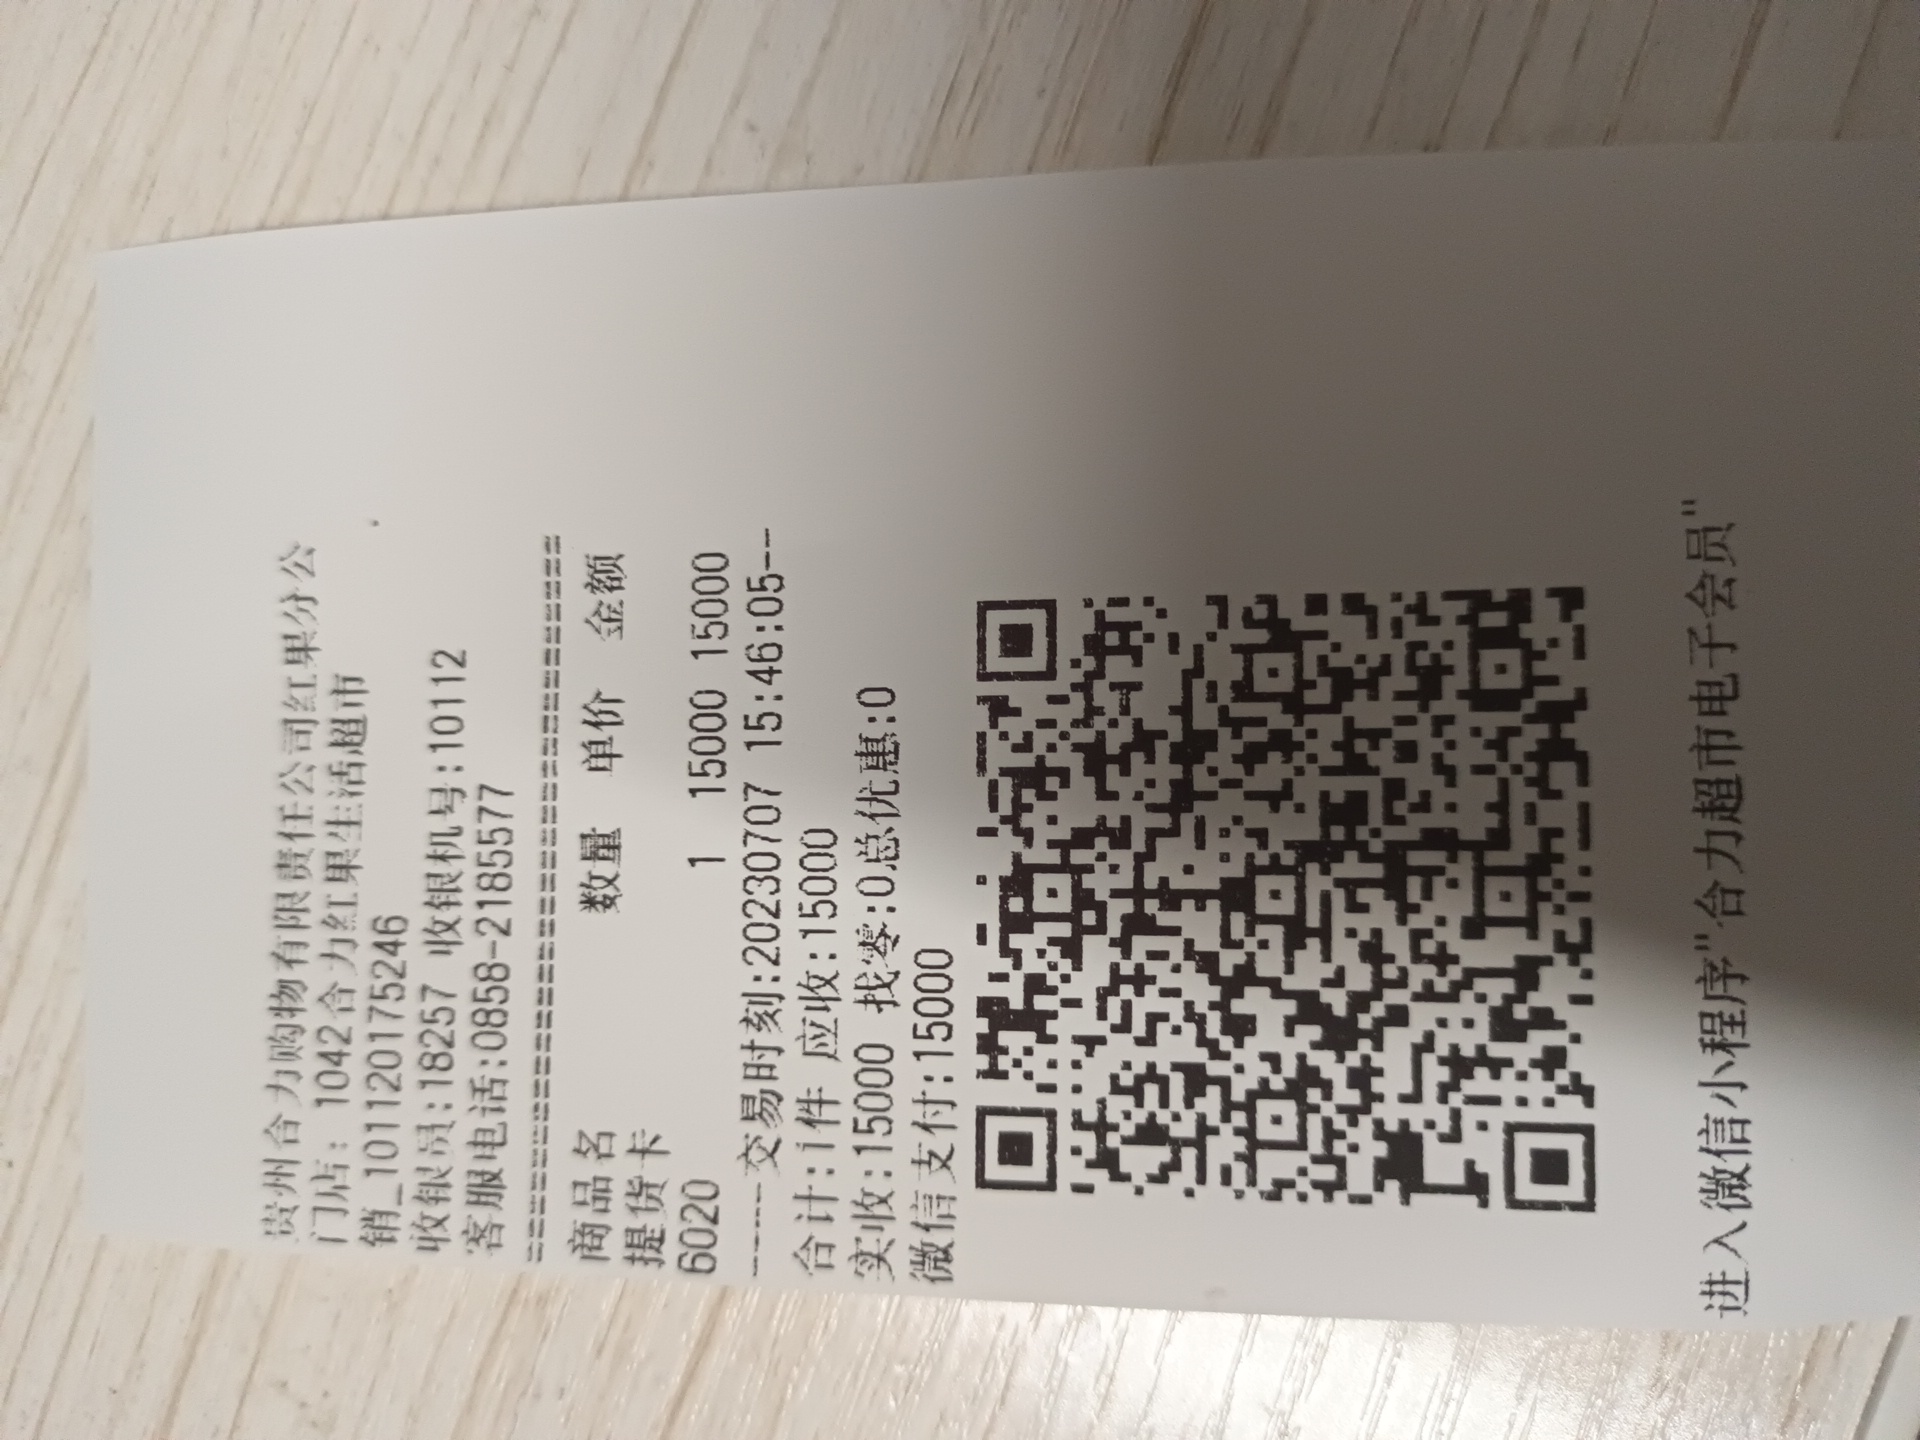 贵州合力购物有限责任公司红果分公
门店: 1042合力红果生活超市
销_101120175246
收银员:18257 收银机号:10112
客服电话:0858-2185577
================================
商品名 数量 单价 金额
提货卡
6020 1 15000 15000
-----交易时刻:20230707 15:46:05--
合计:1件 应收:15000
实收:15000 找零:0总优惠:0
微信支付:15000
进入微信小程序"合力超市电子会员"